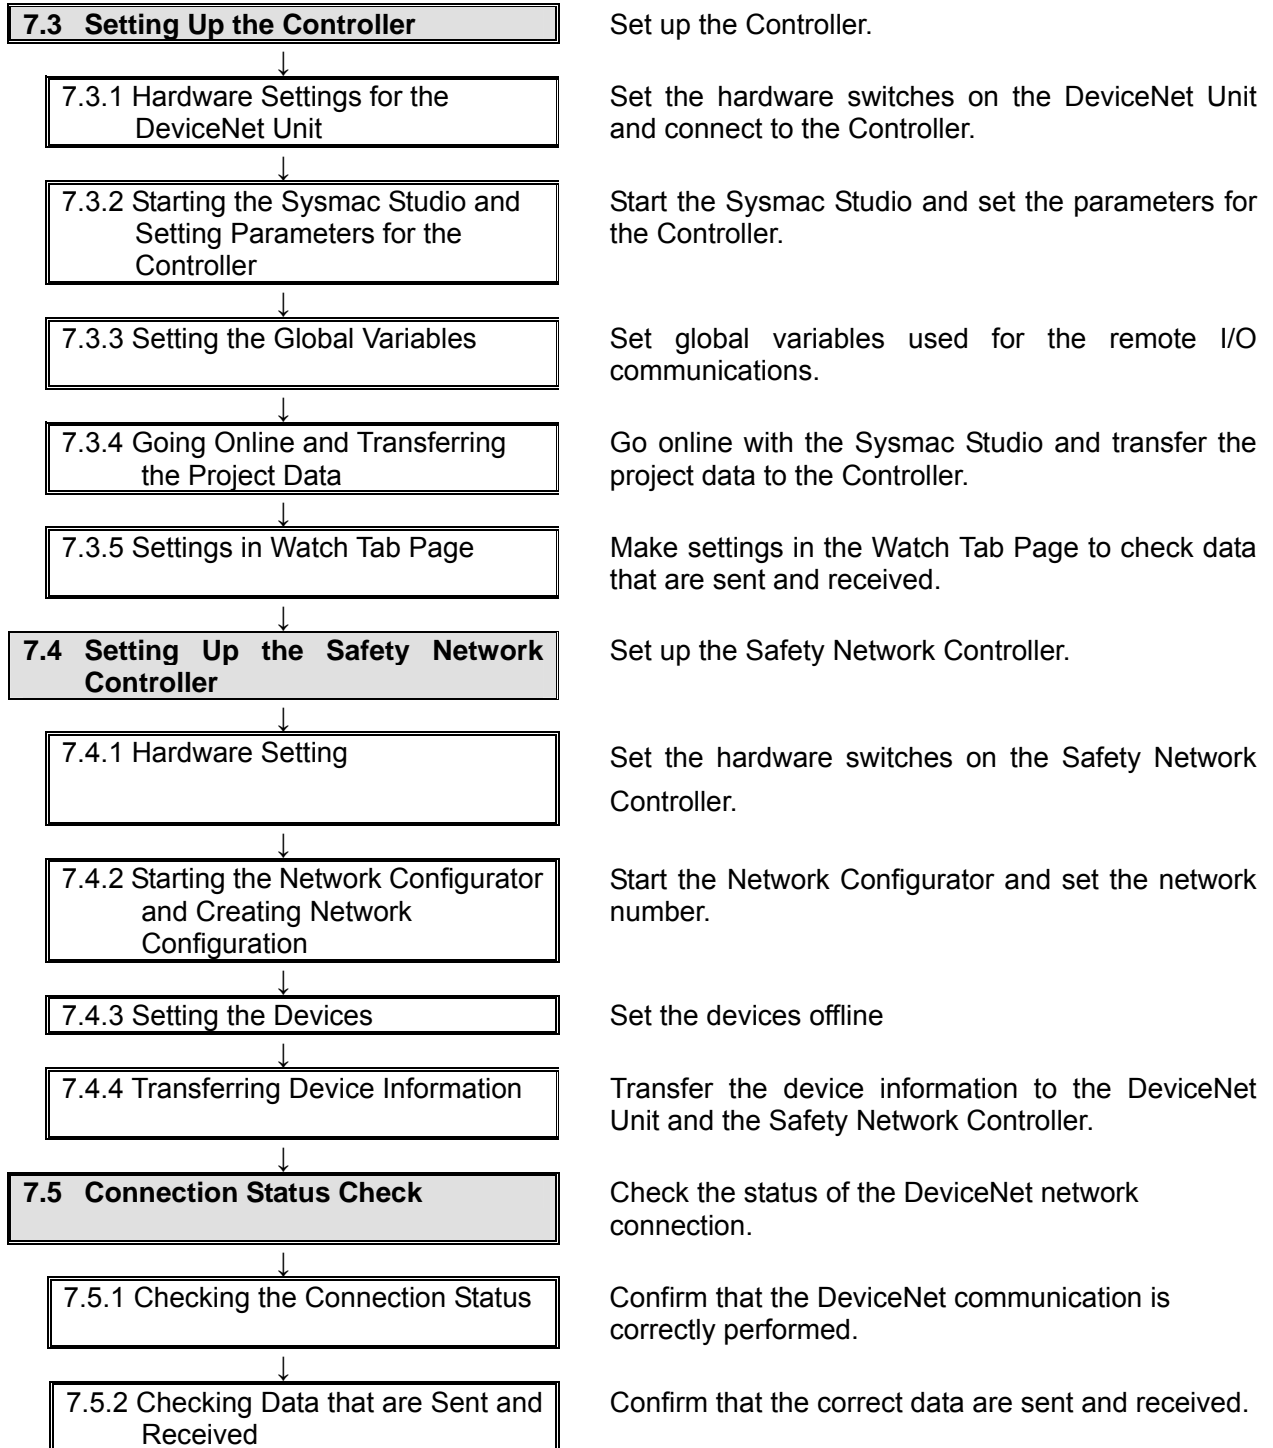 7.3 Setting Up the Controller
Set up the Controller.
↓
7.3.1 Hardware Settings for the
DeviceNet Unit
Set the hardware switches on the DeviceNet Unit
and connect to the Controller.
↓
7.3.2 Starting the Sysmac Studio and
Setting Parameters for the
Controller
Start the Sysmac Studio and set the parameters for
the Controller.
↓
7.3.3 Setting the Global Variables
Set global variables used for the remote I/O
communications.
↓
7.3.4 Going Online and Transferring
the Project Data
Go online with the Sysmac Studio and transfer the
project data to the Controller.
↓
7.3.5 Settings in Watch Tab Page
Make settings in the Watch Tab Page to check data
that are sent and received.
↓
7.4 Setting Up the Safety Network
Controller
Set up the Safety Network Controller.
↓
7.4.1 Hardware Setting
Set the hardware switches on the Safety Network
Controller.
↓
7.4.2 Starting the Network Configurator
and Creating Network
Configuration
Start the Network Configurator and set the network
number.
↓
7.4.3 Setting the Devices
Set the devices offline
↓
7.4.4 Transferring Device Information
Transfer the device information to the DeviceNet
Unit and the Safety Network Controller.
↓
7.5 Connection Status Check
Check the status of the DeviceNet network
connection.
↓
7.5.1 Checking the Connection Status
Confirm that the DeviceNet communication is
correctly performed.
↓
7.5.2 Checking Data that are Sent and
Received
Confirm that the correct data are sent and received.